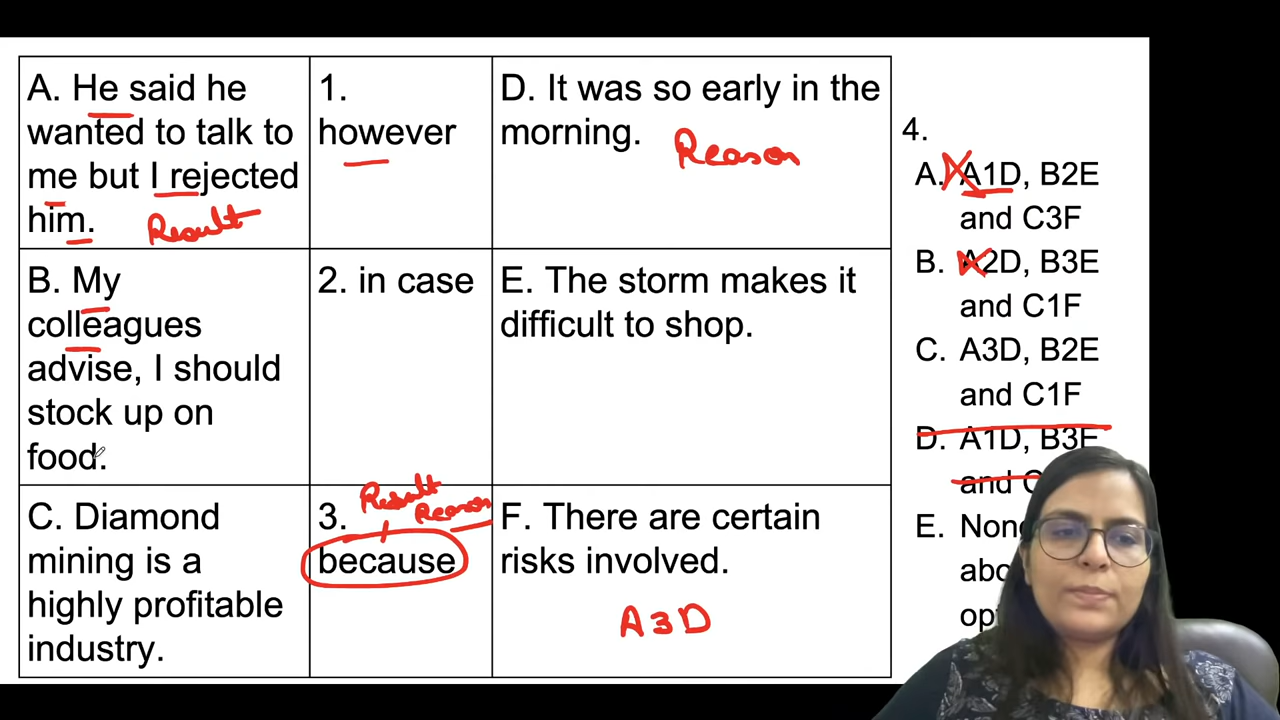 A. He said he
wanted to talk to
me but I rejected
him.
Result
1.
however
D. It was so early in the
morning.
Reason
B. My
colleagues
advise, I should
stock up on
food.
2. in case
E. The storm makes it
difficult to shop.
C. Diamond
mining is a
highly profitable
industry.
3.
Result
Reason
because
F. There are certain
risks involved.
A3D
4.
A. A1D, B2E
and C3F
B. A2D, B3E
and C1F
C. A3D, B2E
and C1F
D. A1D, B3E
and
E.